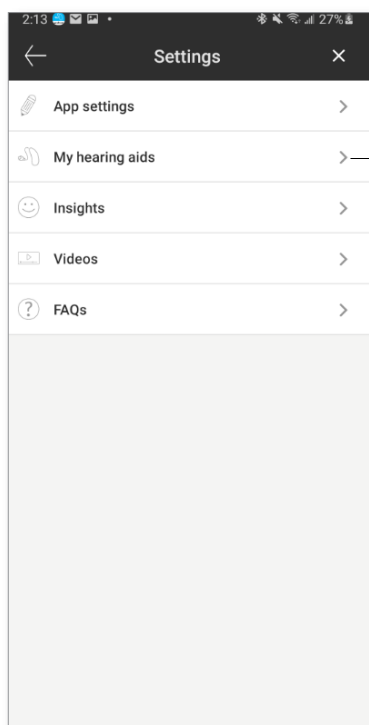 2:13 27%
Settings
App settings
My hearing aids
Insights
Videos
FAQs